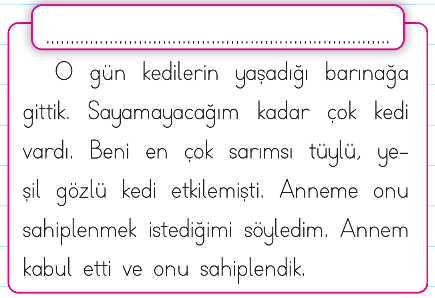 ........................................................................
O gün kedilerin yaşadığı barınağa
gittik. Sayamayacağım kadar çok kedi
vardı. Beni en çok sarımsı tüylü, ye-
şil gözlü kedi etkilemişti. Anneme onu
sahiplenmek istediğimi söyledim. Annem
kabul etti ve onu sahiplendik.